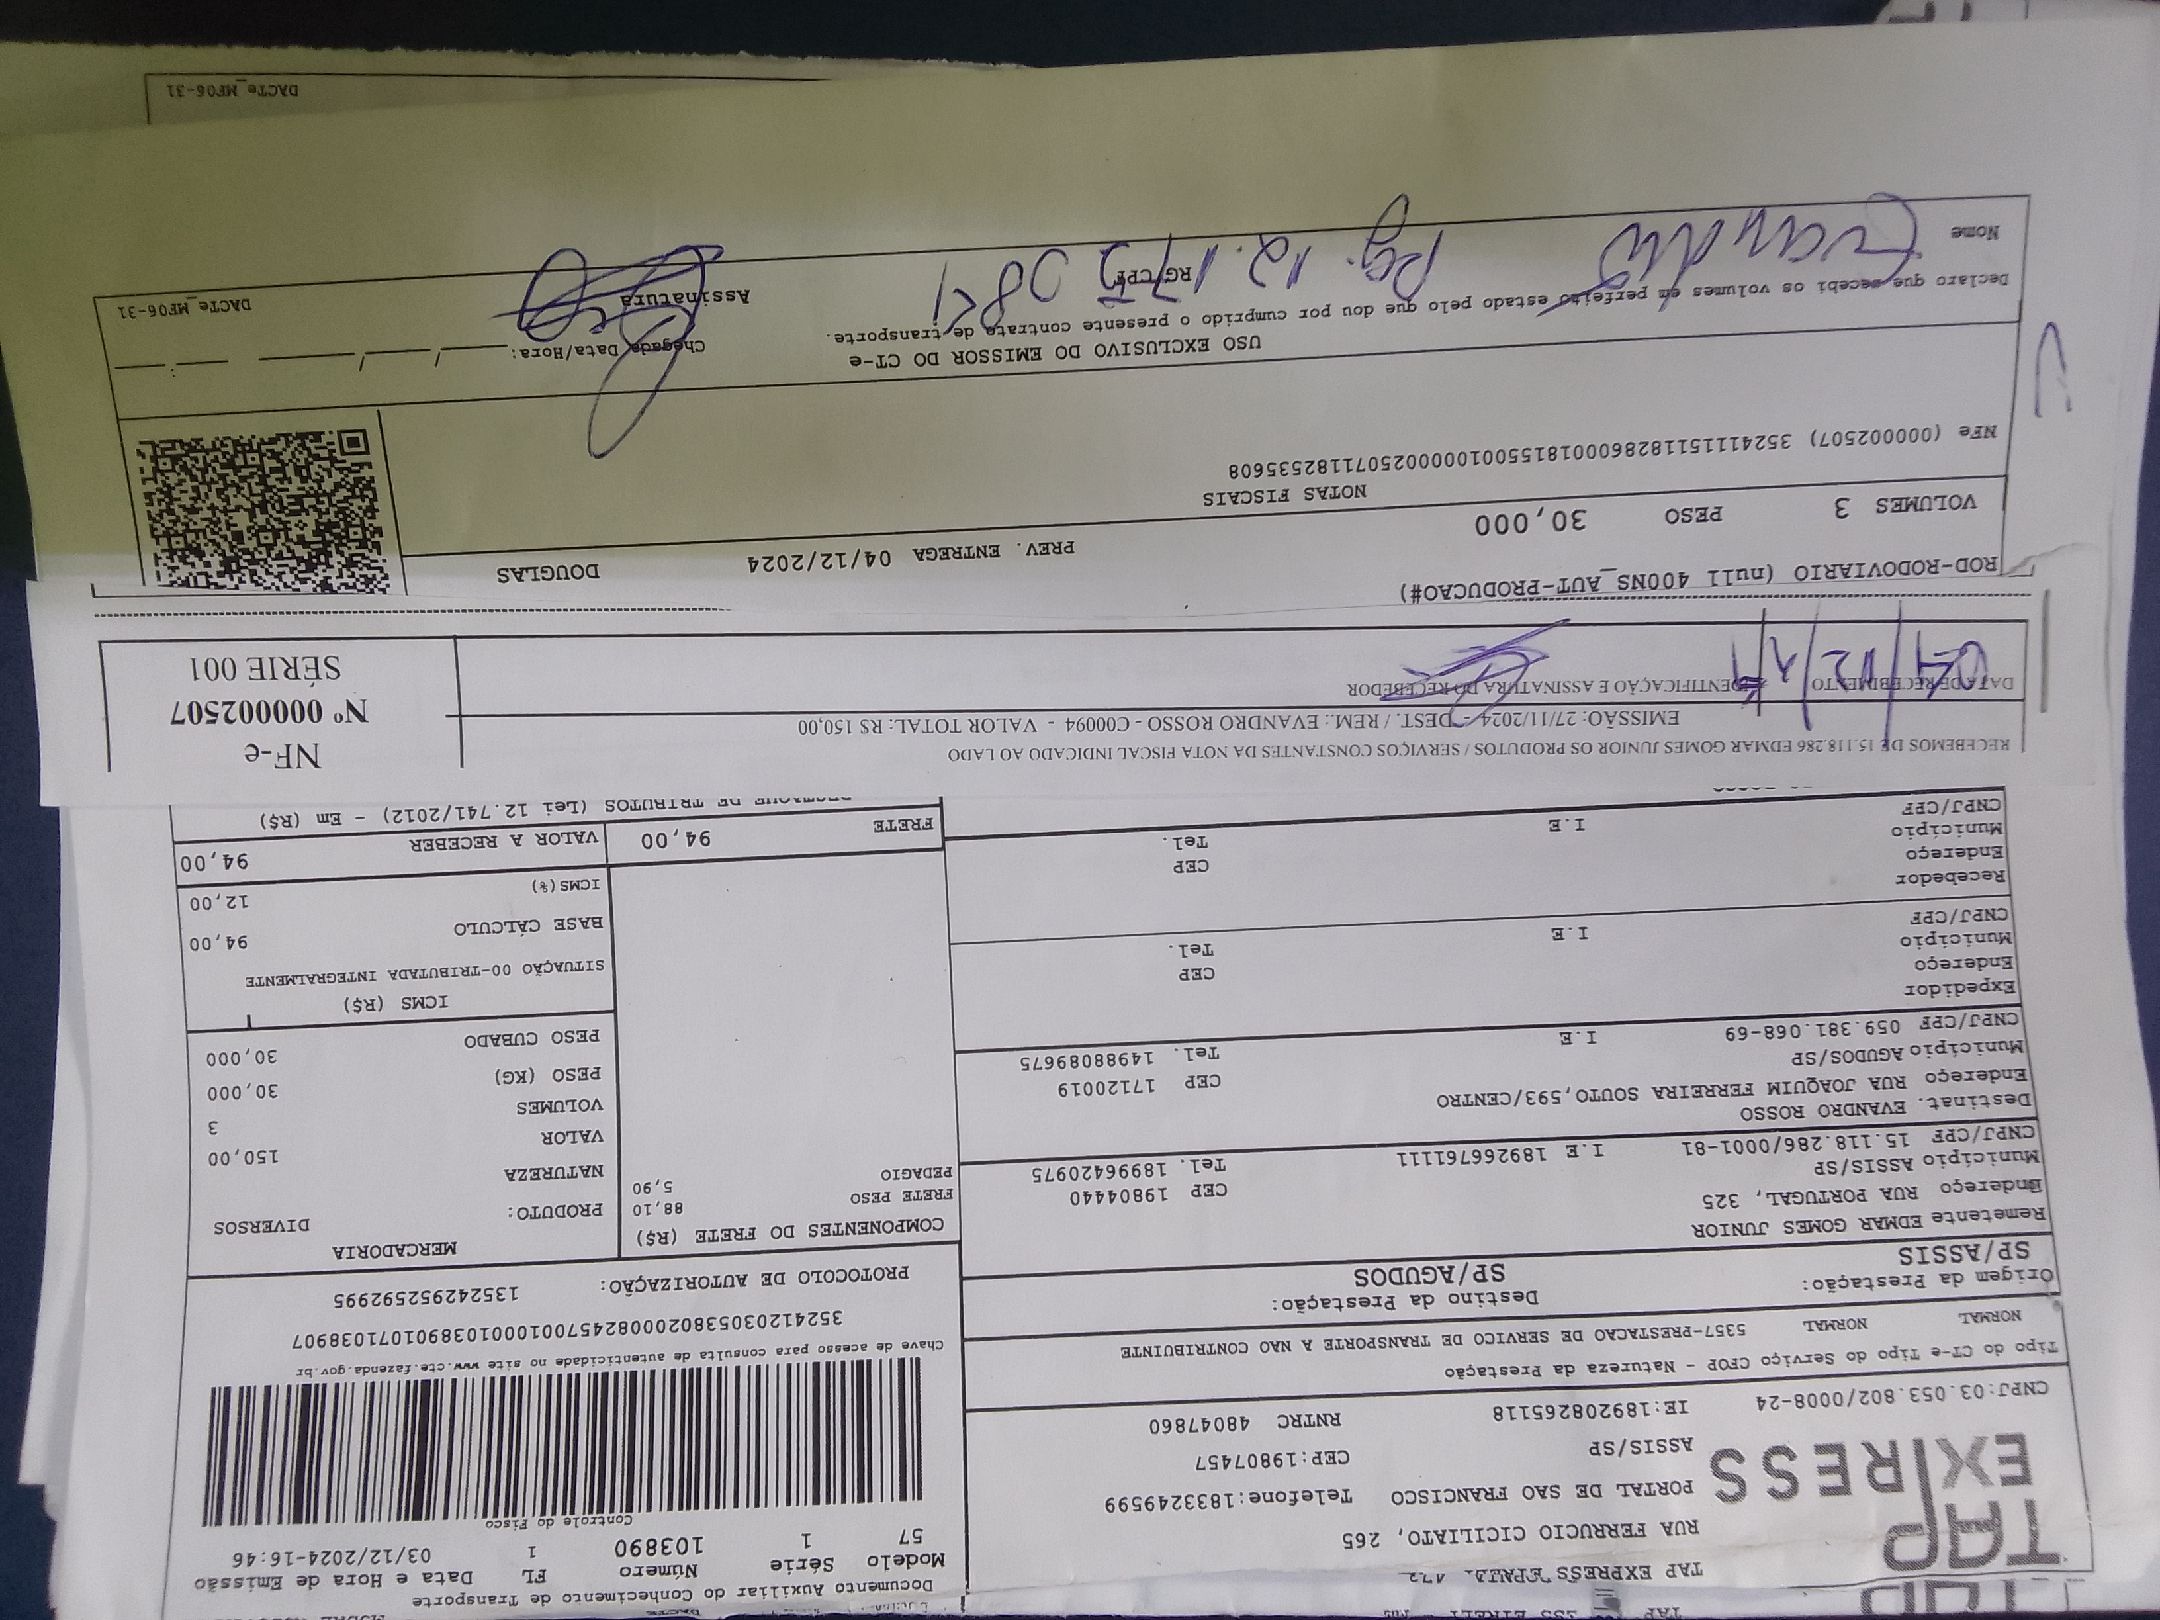 Documento Auxiliar do Conhecimento de Transporte
TAP
EXPRESS
RUA FERRUCIO CICILIATO, 265
PORTAL DE SAO FRANCISCO Telefone:1833249599
ASSIS/SP CEP:19807457
CNPJ:03.053.802/0008-24 IE:189208265118 RNTRC 48047860
Modelo Série Número FL Data e Hora de Emissão
57 1 103890 1 03/12/2024-16:46
Controle do Fisco
Chave de acesso para consulta de autenticidade no site www.cte.fazenda.gov.br
35241203053802000824570010001038901071038907
PROTOCOLO DE AUTORIZAÇÃO: 135242952592995
Tipo do CT-e Tipo do Serviço CFOP - Natureza da Prestação
NORMAL NORMAL 5357-PRESTACAO DE SERVICO DE TRANSPORTE A NAO CONTRIBUINTE
Origem da Prestação: Destino da Prestação:
SP/ASSIS SP/AGUDOS
Remetente EDMAR GOMES JUNIOR
Endereço RUA PORTUGAL, 325 CEP 19804440
Município ASSIS/SP Tel. 18996420975
CNPJ/CPF 15.118.286/0001-81 I.E 189266761111
Destinat. EVANDRO ROSSO
Endereço RUA JOAQUIM FERREIRA SOUTO,593/CENTRO CEP 17120019
Município AGUDOS/SP Tel. 14988089675
CNPJ/CPF 059.381.068-69 I.E
Expedidor
Endereço CEP
Município Tel.
CNPJ/CPF I.E
Recebedor
Endereço CEP
Município Tel.
CNPJ/CPF I.E
COMPONENTES DO FRETE (R$)
FRETE PESO 88,10
PEDAGIO 5,90
MERCADORIA
PRODUTO: DIVERSOS
NATUREZA
VALOR 150,00
VOLUMES 3
PESO (KG) 30,000
PESO CUBADO 30,000
ICMS (R$)
SITUAÇÃO 00-TRIBUTADA INTEGRALMENTE
BASE CÁLCULO 94,00
ICMS(%) 12,00
FRETE 94,00 VALOR A RECEBER 94,00
DESTAQUE DE TRIBUTOS (Lei 12.741/2012) - Em (R$)
RECEBEMOS DE 15.118.286 EDMAR GOMES JUNIOR OS PRODUTOS / SERVIÇOS CONSTANTES DA NOTA FISCAL INDICADO AO LADO
EMISSÃO: 27/11/2024 - DEST. / REM.: EVANDRO ROSSO - C00094 - VALOR TOTAL: R$ 150,00
DATA DE RECEBIMENTO IDENTIFICAÇÃO E ASSINATURA DO RECEBEDOR
NF-e
Nº 000002507
SÉRIE 001
ROD-RODOVIARIO (null 400NS_AUT-PRODUCAO#)
PREV. ENTREGA 04/12/2024 DOUGLAS
VOLUMES 3 PESO 30,000
NOTAS FISCAIS
NFe (000002507) 35241115118286000181550010000025071182535608
USO EXCLUSIVO DO EMISSOR DO CT-e
Declaro que recebi os volumes em perfeito estado pelo que dou por cumprido o presente contrato de transporte.
Chegada Data/Hora: ___/___/___ ___:___
Nome Evandro RG/CPF Assinatura
DACTe_MF06-31
DACTe_MF06-31